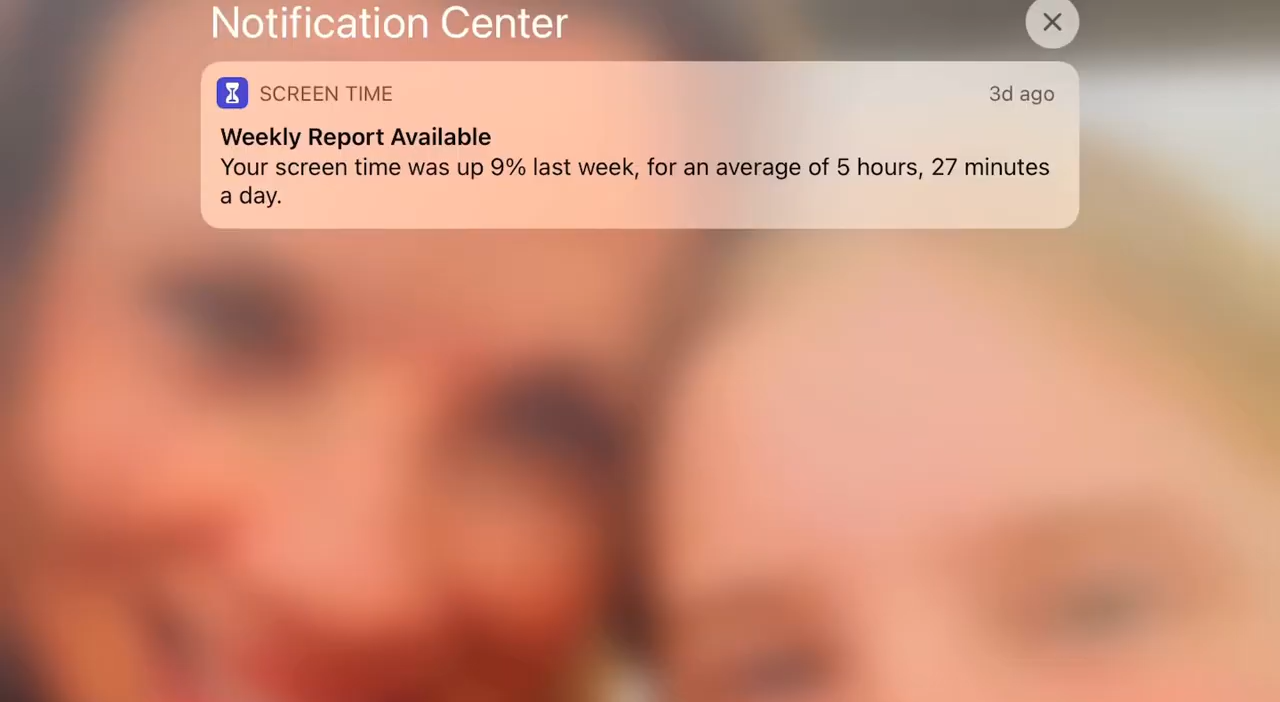 Notification Center
SCREEN TIME
3d ago
Weekly Report Available
Your screen time was up 9% last week, for an average of 5 hours, 27 minutes
a day.